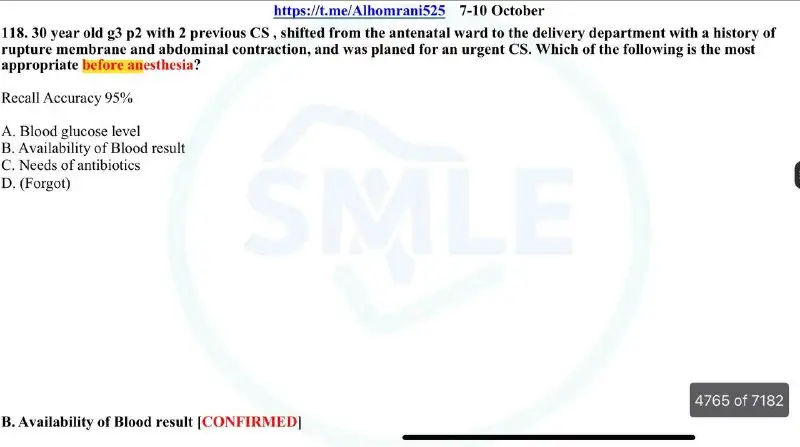 https://t.me/Alhomrani525 7-10 October
118. 30 year old g3 p2 with 2 previous CS , shifted from the antenatal ward to the delivery department with a history of
rupture membrane and abdominal contraction, and was planed for an urgent CS. Which of the following is the most
appropriate before anesthesia?
Recall Accuracy 95%
A. Blood glucose level
B. Availability of Blood result
C. Needs of antibiotics
D. (Forgot)
SMLE
4765 of 7182
B. Availability of Blood result [CONFIRMED]